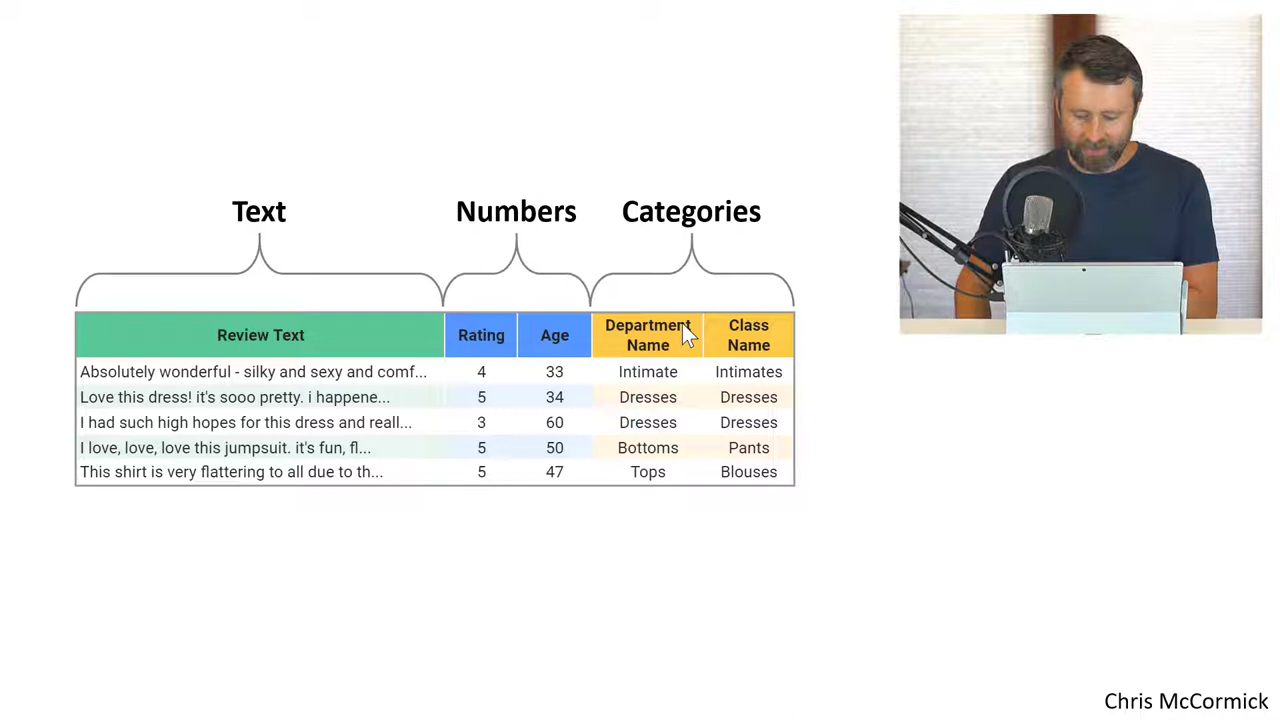 Text Numbers Categories
Review Text Rating Age Department Name Class Name
Absolutely wonderful - silky and sexy and comf... 4 33 Intimate Intimates
Love this dress! it's sooo pretty. i happene... 5 34 Dresses Dresses
I had such high hopes for this dress and reall... 3 60 Dresses Dresses
I love, love, love this jumpsuit. it's fun, fl... 5 50 Bottoms Pants
This shirt is very flattering to all due to th... 5 47 Tops Blouses
Chris McCormick